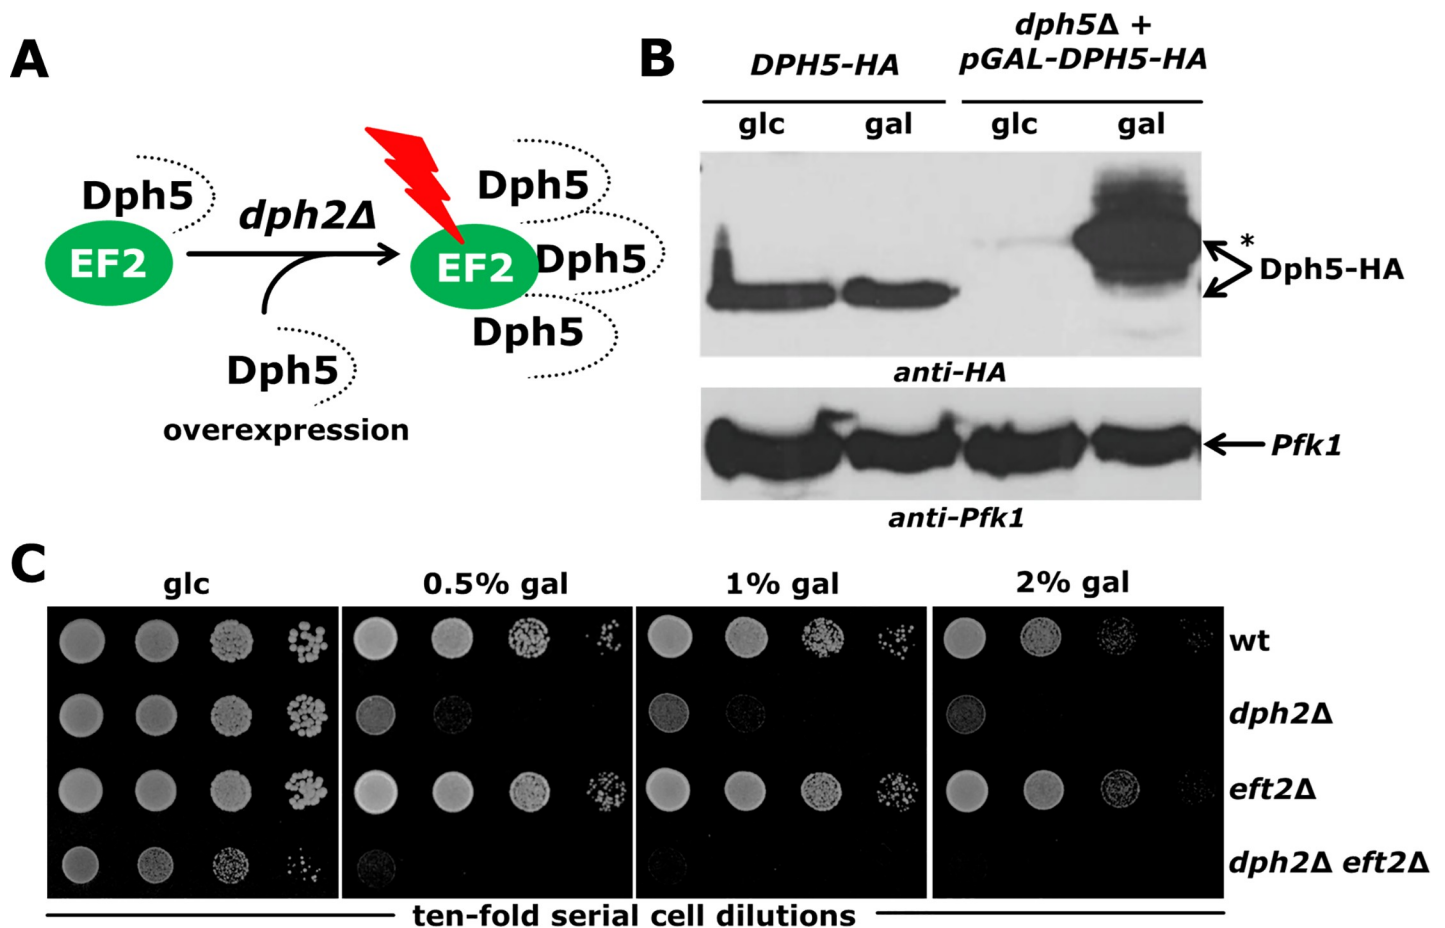 A
Dph5
EF2
dph2Δ
Dph5
overexpression
EF2
Dph5
Dph5
Dph5
B
DPH5-HA
dph5Δ +
pGAL-DPH5-HA
glc gal glc gal
*
Dph5-HA
anti-HA
Pfk1
anti-Pfk1
C
glc 0.5% gal 1% gal 2% gal
wt
dph2Δ
eft2Δ
dph2Δ eft2Δ
ten-fold serial cell dilutions